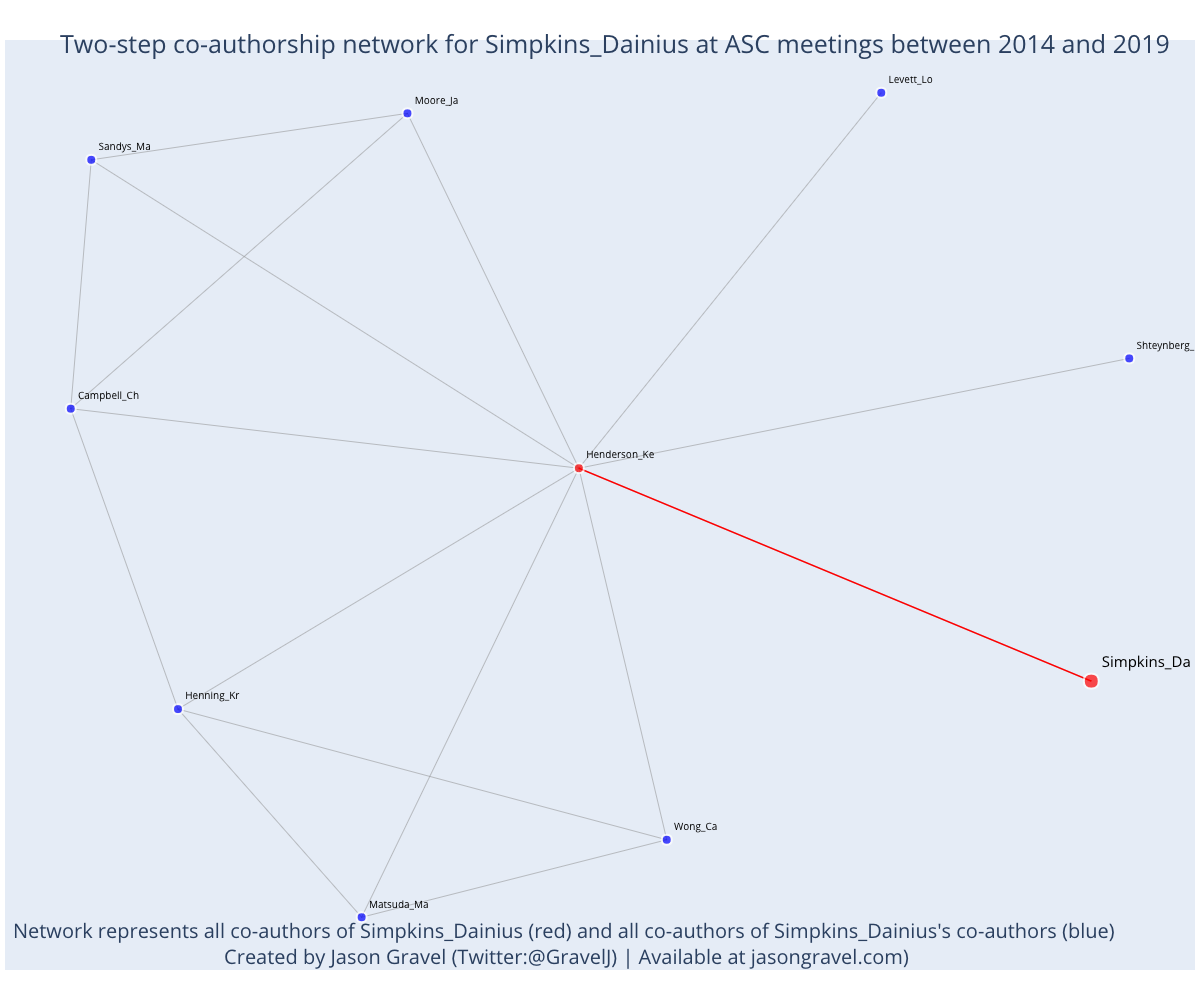 Two-step co-authorship network for Simpkins_Dainius at ASC meetings between 2014 and 2019
Levett_Lo
Moore_Ja
Sandys_Ma
Shteynberg_
Campbell_Ch
Henderson_Ke
Simpkins_Da
Henning_Kr
Wong_Ca
Matsuda_Ma
Network represents all co-authors of Simpkins_Dainius (red) and all co-authors of Simpkins_Dainius's co-authors (blue)
Created by Jason Gravel (Twitter:@GravelJ) | Available at jasongravel.com)